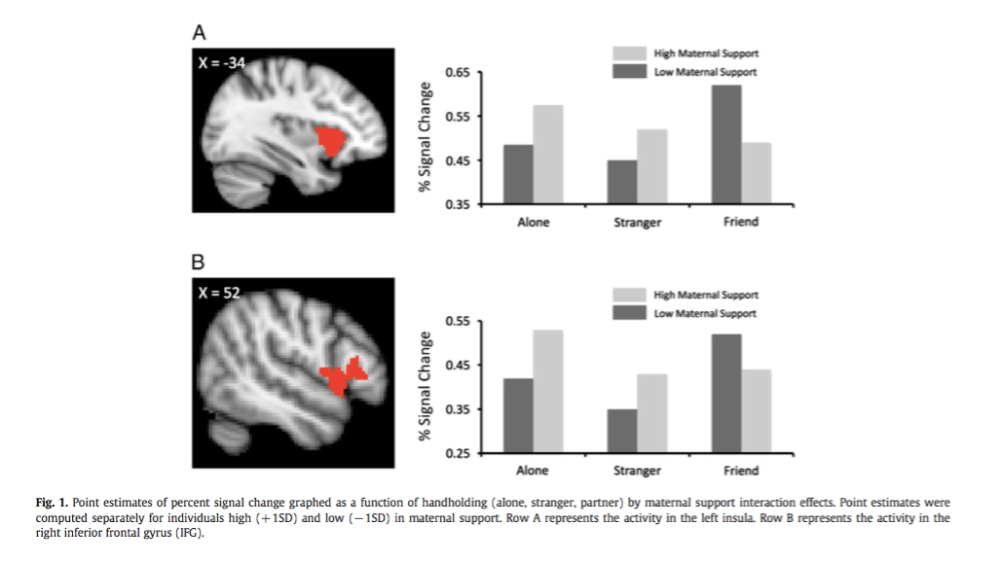 A
X = -34
High Maternal Support
Low Maternal Support
% Signal Change
0.65
0.55
0.45
0.35
Alone Stranger Friend
B
X = 52
High Maternal Support
Low Maternal Support
% Signal Change
0.55
0.45
0.35
0.25
Alone Stranger Friend
Fig. 1. Point estimates of percent signal change graphed as a function of handholding (alone, stranger, partner) by maternal support interaction effects. Point estimates were
computed separately for individuals high (+1SD) and low (−1SD) in maternal support. Row A represents the activity in the left insula. Row B represents the activity in the
right inferior frontal gyrus (IFG).